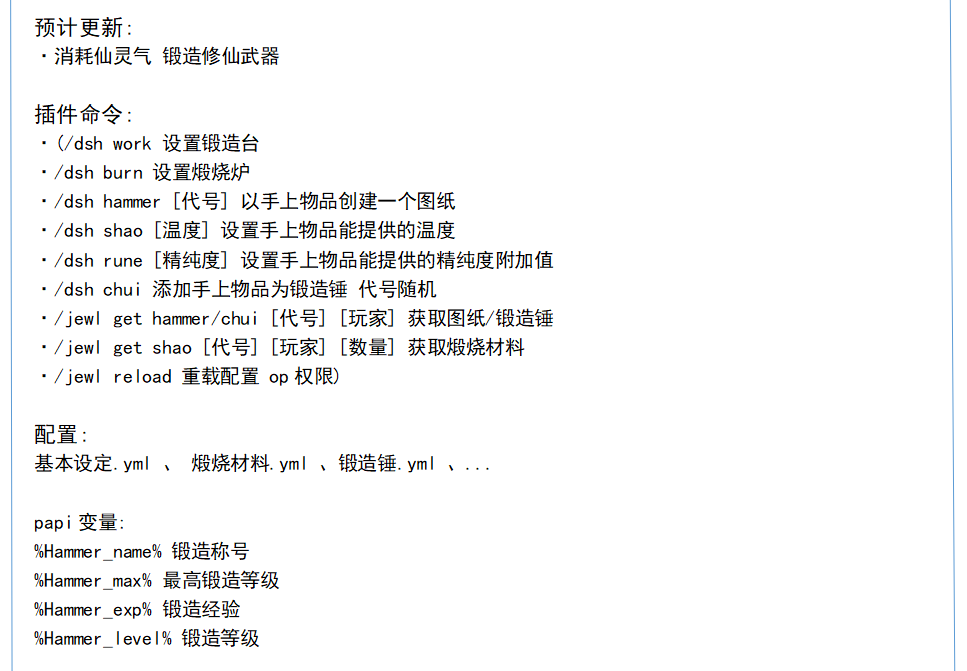 预计更新:
·消耗仙灵气 锻造修仙武器
插件命令:
·(/dsh work 设置锻造台
·/dsh burn 设置煅烧炉
·/dsh hammer [代号] 以手上物品创建一个图纸
·/dsh shao [温度] 设置手上物品能提供的温度
·/dsh rune [精纯度] 设置手上物品能提供的精纯度附加值
·/dsh chui 添加手上物品为锻造锤 代号随机
·/jewl get hammer/chui [代号] [玩家] 获取图纸/锻造锤
·/jewl get shao [代号] [玩家] [数量] 获取煅烧材料
·/jewl reload 重载配置 op权限)
配置:
基本设定.yml 、 煅烧材料.yml 、锻造锤.yml 、...
papi变量:
%Hammer_name% 锻造称号
%Hammer_max% 最高锻造等级
%Hammer_exp% 锻造经验
%Hammer_level% 锻造等级